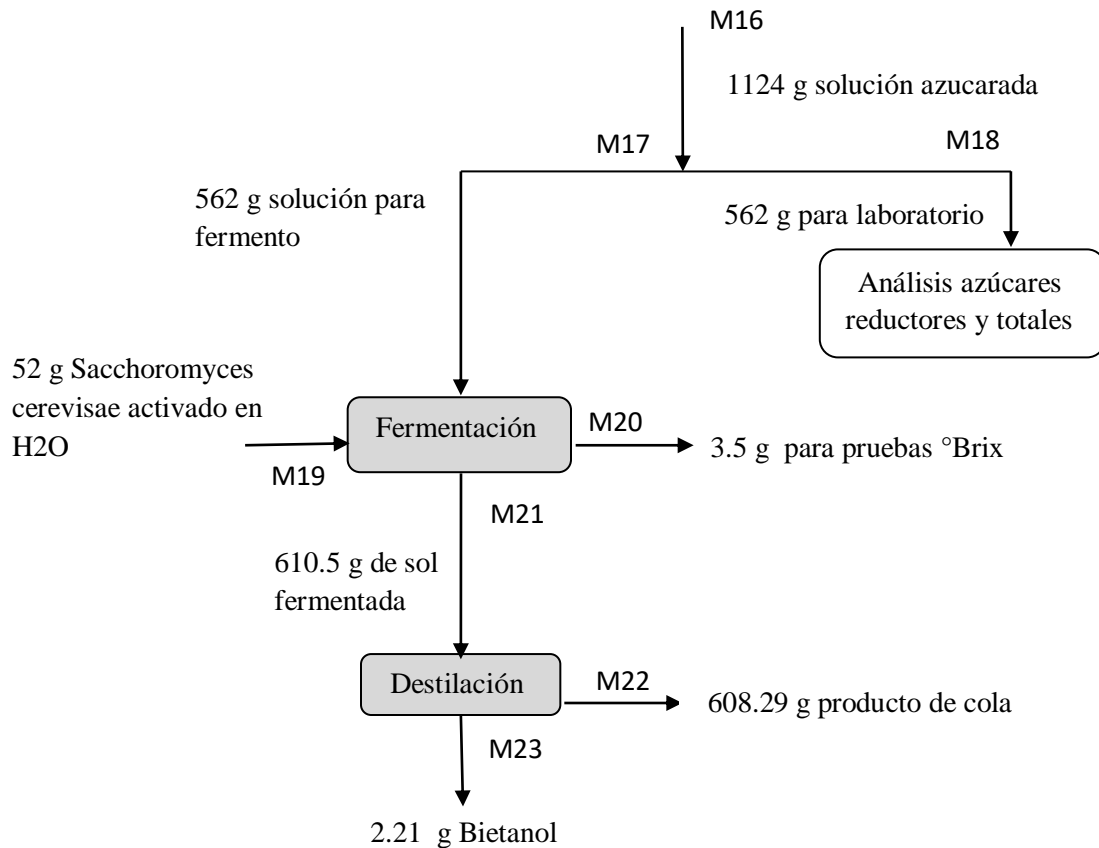 M16
1124 g solución azucarada
M17
M18
562 g solución para
fermento
562 g para laboratorio
Análisis azúcares
reductores y totales
52 g Sacchoromyces
cerevisae activado en
H2O
M19
Fermentación
M20
3.5 g para pruebas °Brix
M21
610.5 g de sol
fermentada
Destilación
M22
608.29 g producto de cola
M23
2.21 g Bietanol